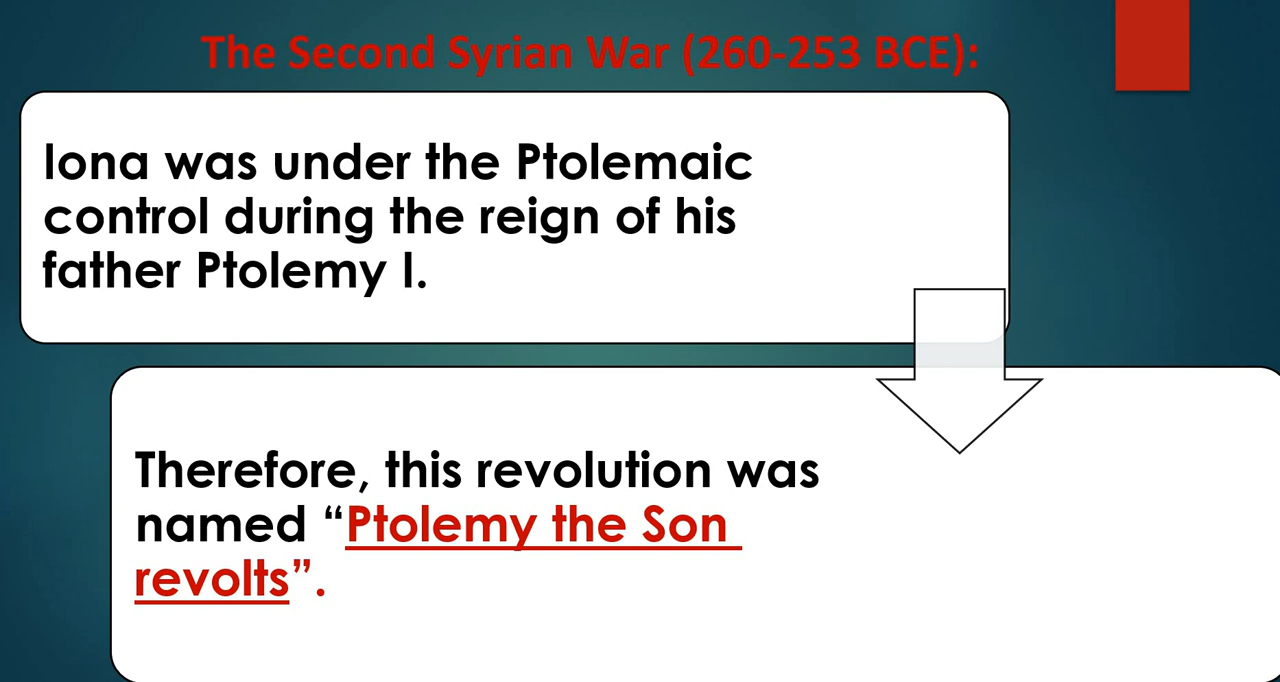 The Second Syrian War (260-253 BCE):
Iona was under the Ptolemaic
control during the reign of his
father Ptolemy I.
Therefore, this revolution was
named “Ptolemy the Son
revolts”.